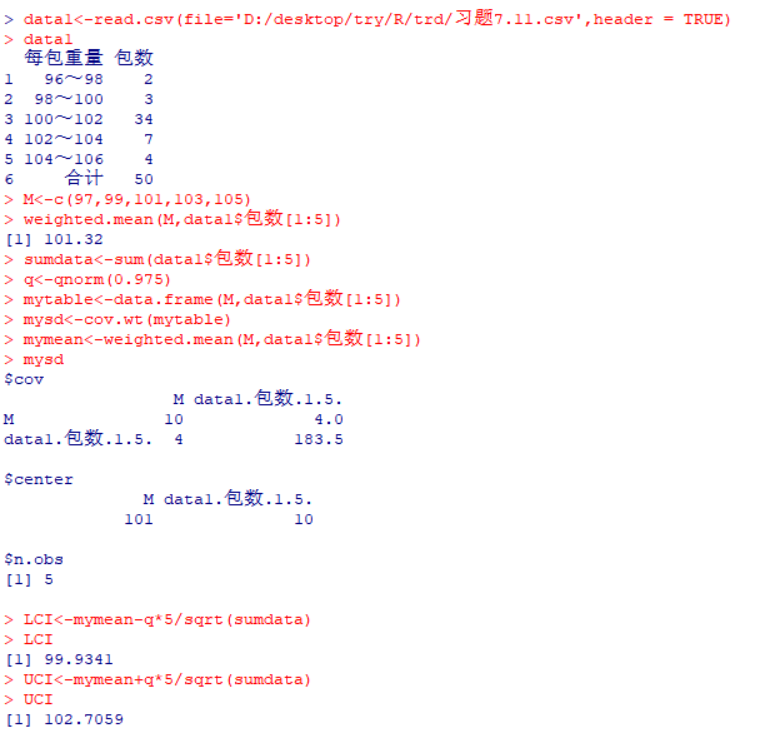 > data1<-read.csv(file='D:/desktop/try/R/trd/习题7.11.csv',header = TRUE)
> data1
每包重量 包数
1 96～98 2
2 98～100 3
3 100～102 34
4 102～104 7
5 104～106 4
6 合计 50
> M<-c(97,99,101,103,105)
> weighted.mean(M,data1$包数[1:5])
[1] 101.32
> sumdata<-sum(data1$包数[1:5])
> q<-qnorm(0.975)
> mytable<-data.frame(M,data1$包数[1:5])
> mysd<-cov.wt(mytable)
> mymean<-weighted.mean(M,data1$包数[1:5])
> mysd
$cov
M data1.包数.1.5.
M 10 4.0
data1.包数.1.5. 4 183.5
$center
M data1.包数.1.5.
101 10
$n.obs
[1] 5
> LCI<-mymean-q*5/sqrt(sumdata)
> LCI
[1] 99.9341
> UCI<-mymean+q*5/sqrt(sumdata)
> UCI
[1] 102.7059